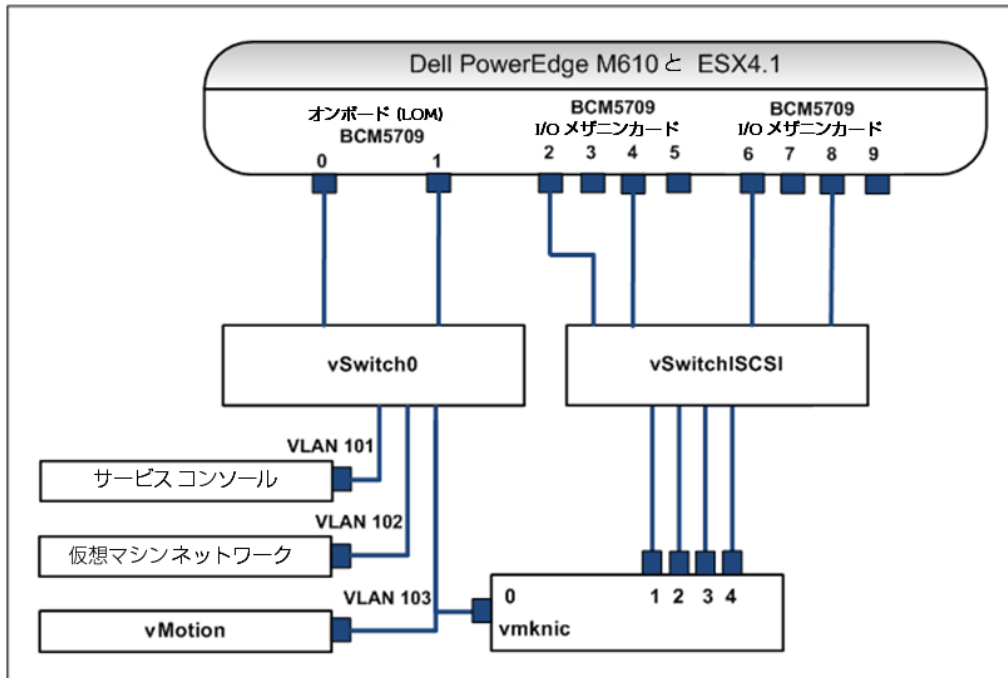 Dell PowerEdge M610と ESX4.1
オンボード (LOM)
BCM5709
0
1
BCM5709
I/O メザニンカード
2 3 4 5
BCM5709
I/O メザニンカード
6 7 8 9
vSwitch0
vSwitchISCSI
VLAN 101
サービス コンソール
VLAN 102
仮想マシン ネットワーク
VLAN 103
vMotion
0
1 2 3 4
vmknic